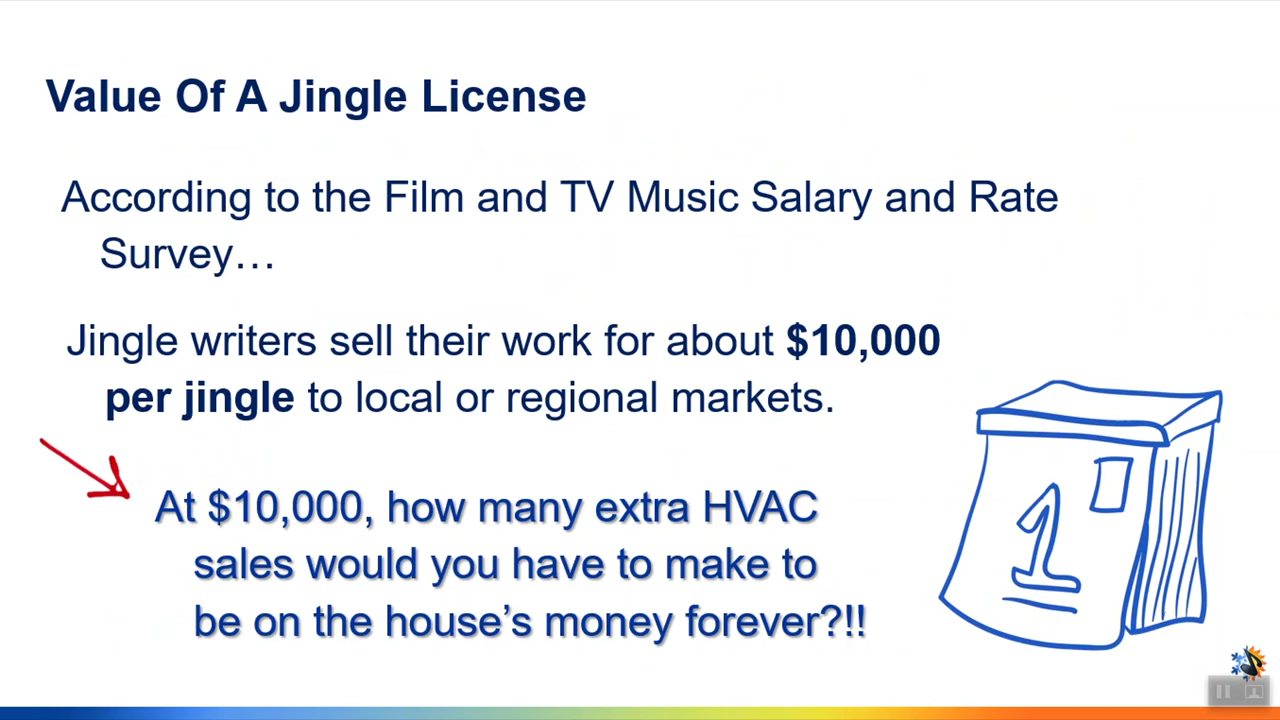 Value Of A Jingle License
According to the Film and TV Music Salary and Rate
Survey…
Jingle writers sell their work for about $10,000
per jingle to local or regional markets.
At $10,000, how many extra HVAC
sales would you have to make to
be on the house’s money forever?!!
1